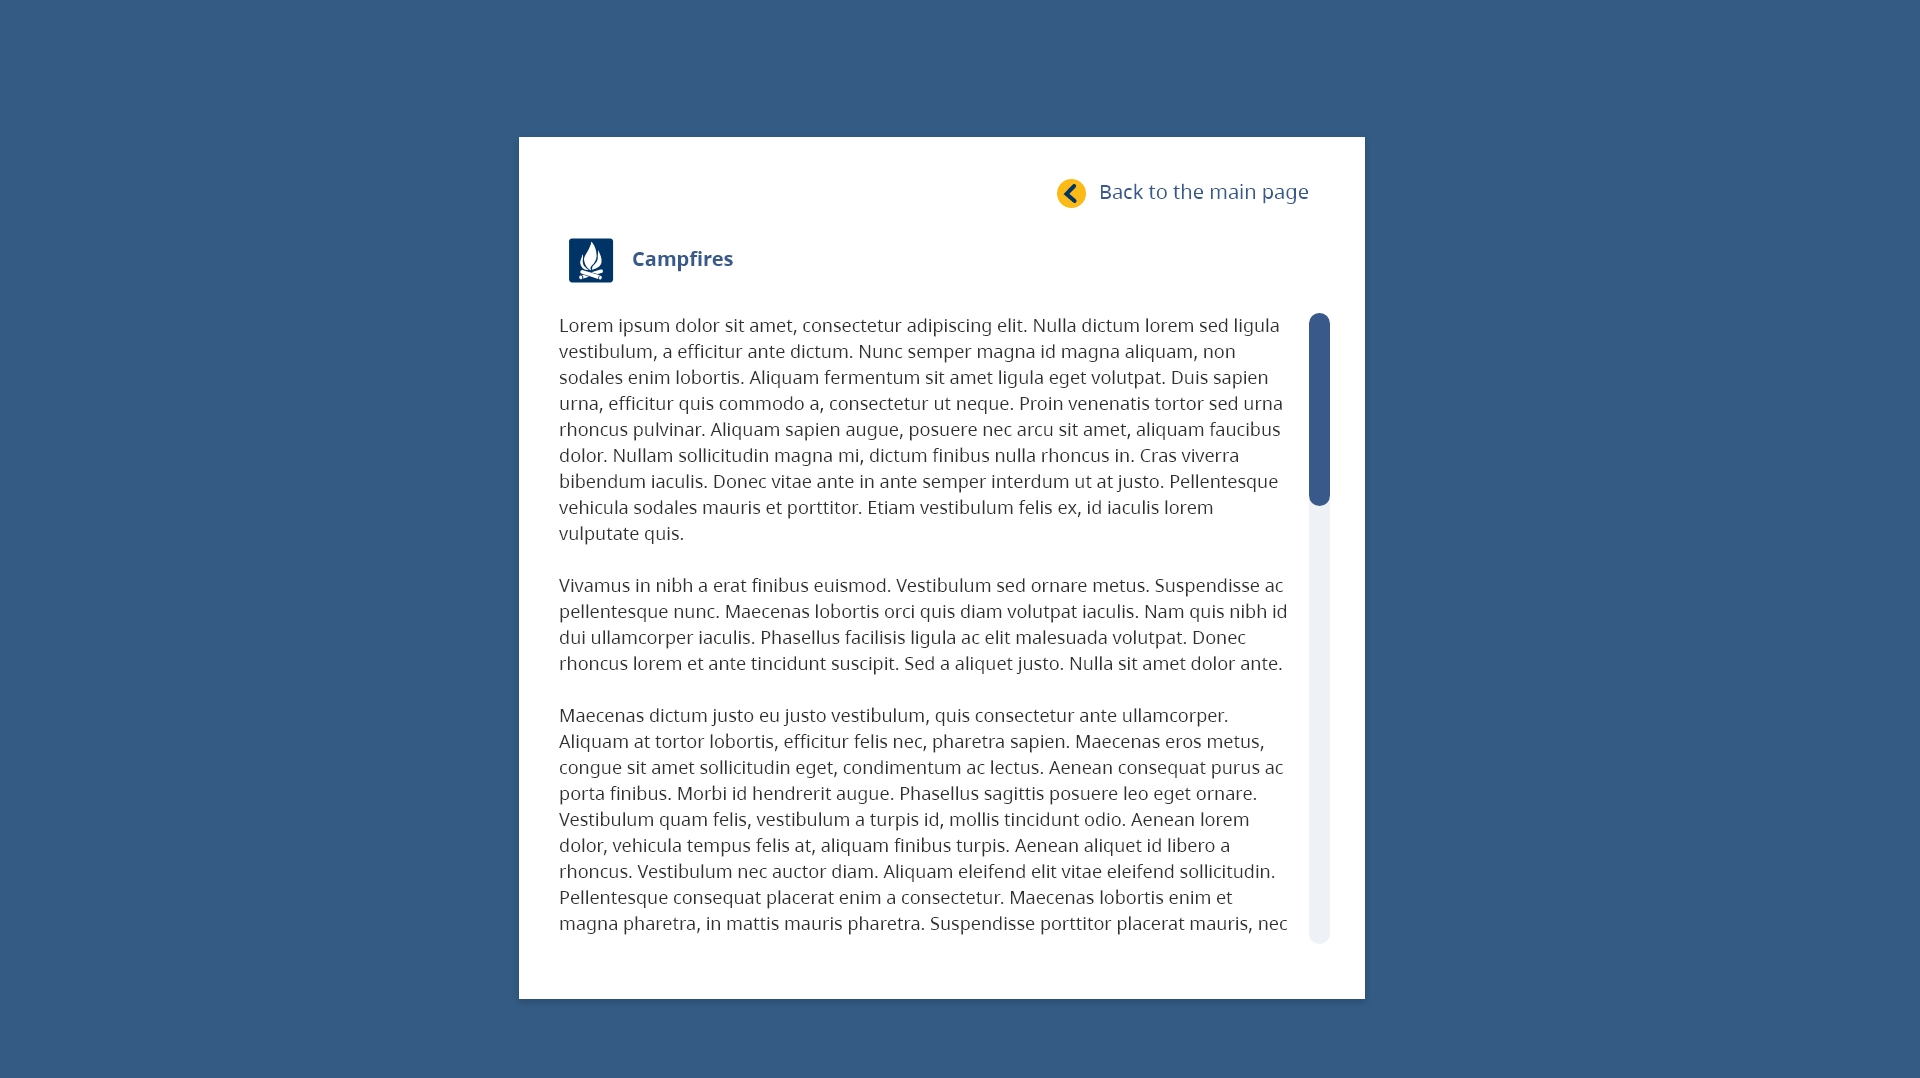 Back to the main page
Campfires
Lorem ipsum dolor sit amet, consectetur adipiscing elit. Nulla dictum lorem sed ligula
vestibulum, a efficitur ante dictum. Nunc semper magna id magna aliquam, non
sodales enim lobortis. Aliquam fermentum sit amet ligula eget volutpat. Duis sapien
urna, efficitur quis commodo a, consectetur ut neque. Proin venenatis tortor sed urna
rhoncus pulvinar. Aliquam sapien augue, posuere nec arcu sit amet, aliquam faucibus
dolor. Nullam sollicitudin magna mi, dictum finibus nulla rhoncus in. Cras viverra
bibendum iaculis. Donec vitae ante in ante semper interdum ut at justo. Pellentesque
vehicula sodales mauris et porttitor. Etiam vestibulum felis ex, id iaculis lorem
vulputate quis.
Vivamus in nibh a erat finibus euismod. Vestibulum sed ornare metus. Suspendisse ac
pellentesque nunc. Maecenas lobortis orci quis diam volutpat iaculis. Nam quis nibh id
dui ullamcorper iaculis. Phasellus facilisis ligula ac elit malesuada volutpat. Donec
rhoncus lorem et ante tincidunt suscipit. Sed a aliquet justo. Nulla sit amet dolor ante.
Maecenas dictum justo eu justo vestibulum, quis consectetur ante ullamcorper.
Aliquam at tortor lobortis, efficitur felis nec, pharetra sapien. Maecenas eros metus,
congue sit amet sollicitudin eget, condimentum ac lectus. Aenean consequat purus ac
porta finibus. Morbi id hendrerit augue. Phasellus sagittis posuere leo eget ornare.
Vestibulum quam felis, vestibulum a turpis id, mollis tincidunt odio. Aenean lorem
dolor, vehicula tempus felis at, aliquam finibus turpis. Aenean aliquet id libero a
rhoncus. Vestibulum nec auctor diam. Aliquam eleifend elit vitae eleifend sollicitudin.
Pellentesque consequat placerat enim a consectetur. Maecenas lobortis enim et
magna pharetra, in mattis mauris pharetra. Suspendisse porttitor placerat mauris, nec